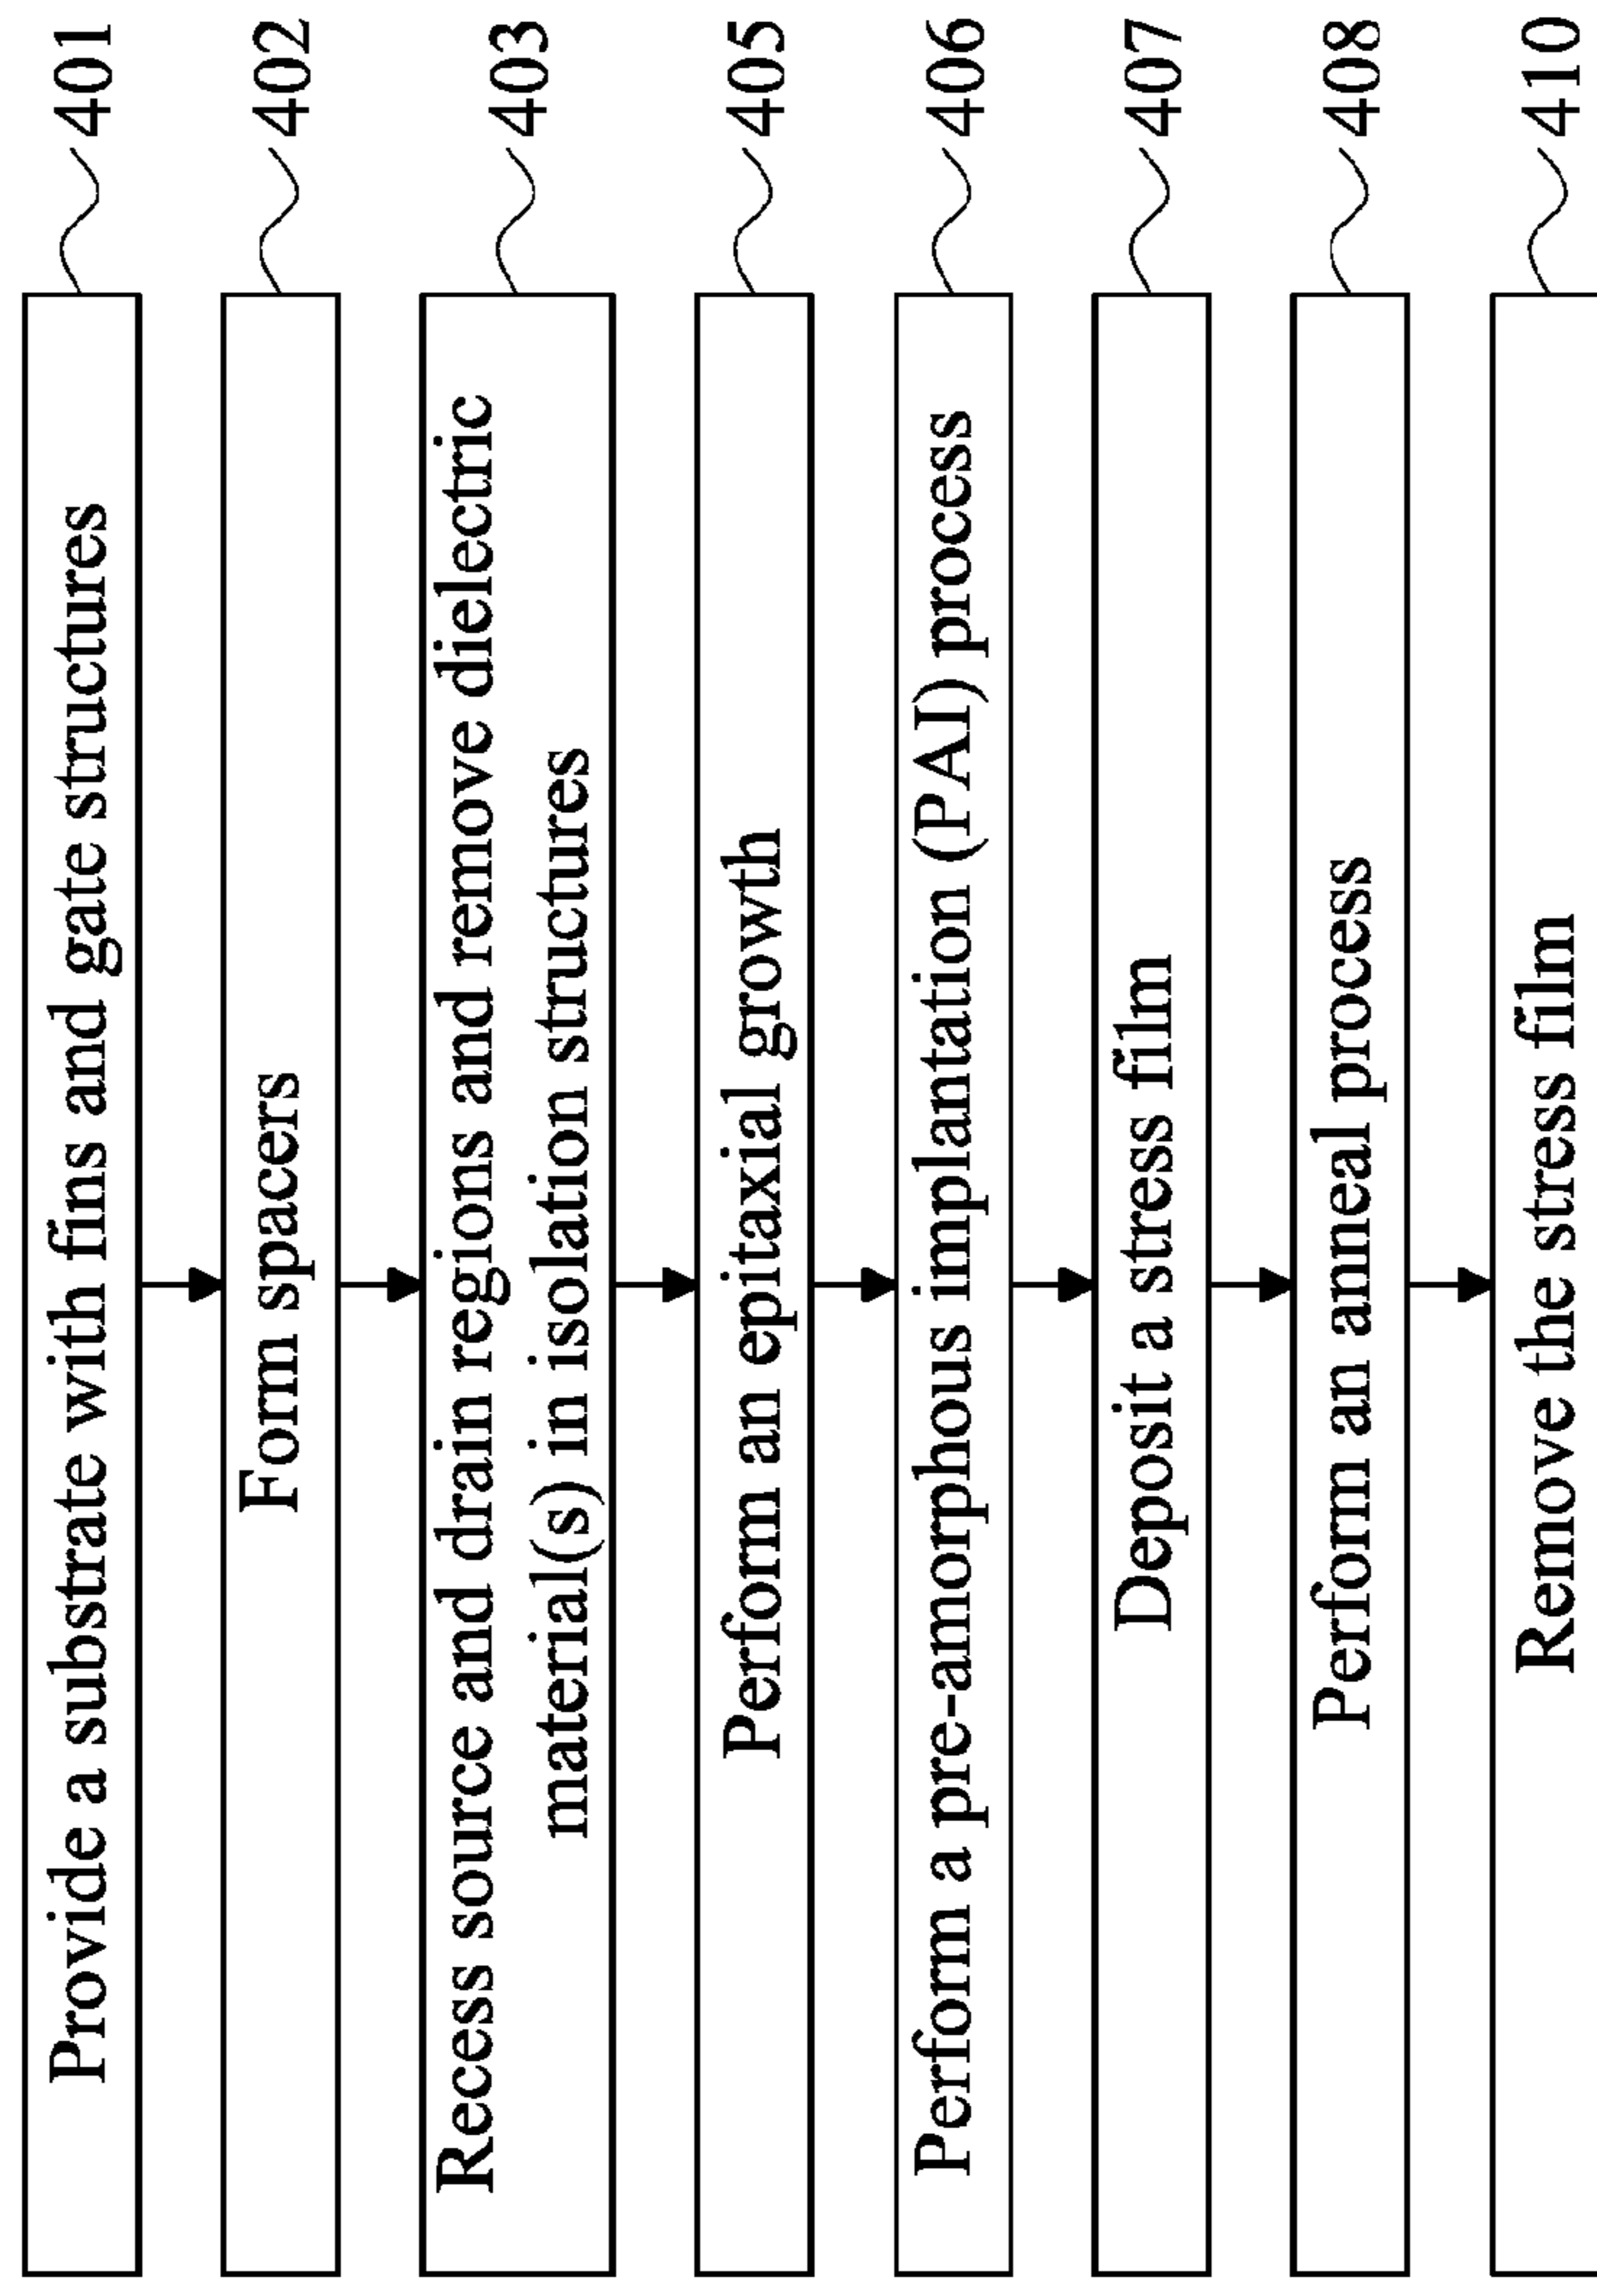 Provide a substrate with fins and gate structures
401
Form spacers
402
Recess source and drain regions and remove dielectric
material(s) in isolation structures
403
Perform an epitaxial growth
405
Perform a pre-amorphous implantation (PAI) process
406
Deposit a stress film
407
Perform an anneal process
408
Remove the stress film
410